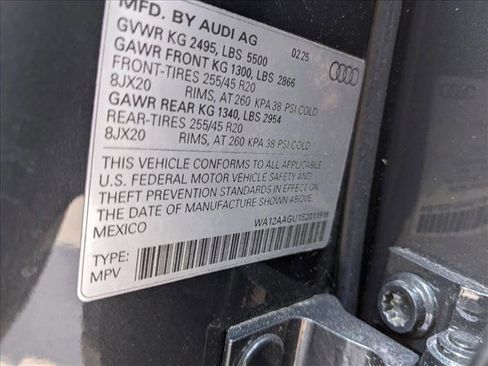 MFD. BY AUDI AG 02/25
GVWR KG 2495, LBS 5500
GAWR FRONT KG 1300, LBS 2866
FRONT-TIRES 255/45 R20
8JX20 RIMS, AT 260 KPA 38 PSI COLD
GAWR REAR KG 1340, LBS 2954
REAR-TIRES 255/45 R20
8JX20 RIMS, AT 260 KPA 38 PSI COLD
THIS VEHICLE CONFORMS TO ALL APPLICABLE
U.S. FEDERAL MOTOR VEHICLE SAFETY AND
THEFT PREVENTION STANDARDS IN EFFECT ON
THE DATE OF MANUFACTURE SHOWN ABOVE.
MEXICO
TYPE:
MPV